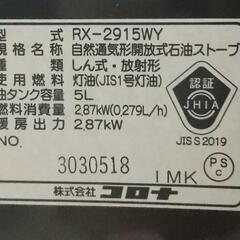 型 式 RX-2915WY
規格名称 自然通気形開放式石油ストーブ
種 類 しん式・放射形
使用燃料 灯油(JIS1号灯油)
油タンク容量 5L
燃料消費量 2,87kW(0,279L/h)
暖房出力 2,87kW
認証
JHIA
JIS S 2019
NO.
3030518
1MK
PS
C
株式会社コロナ